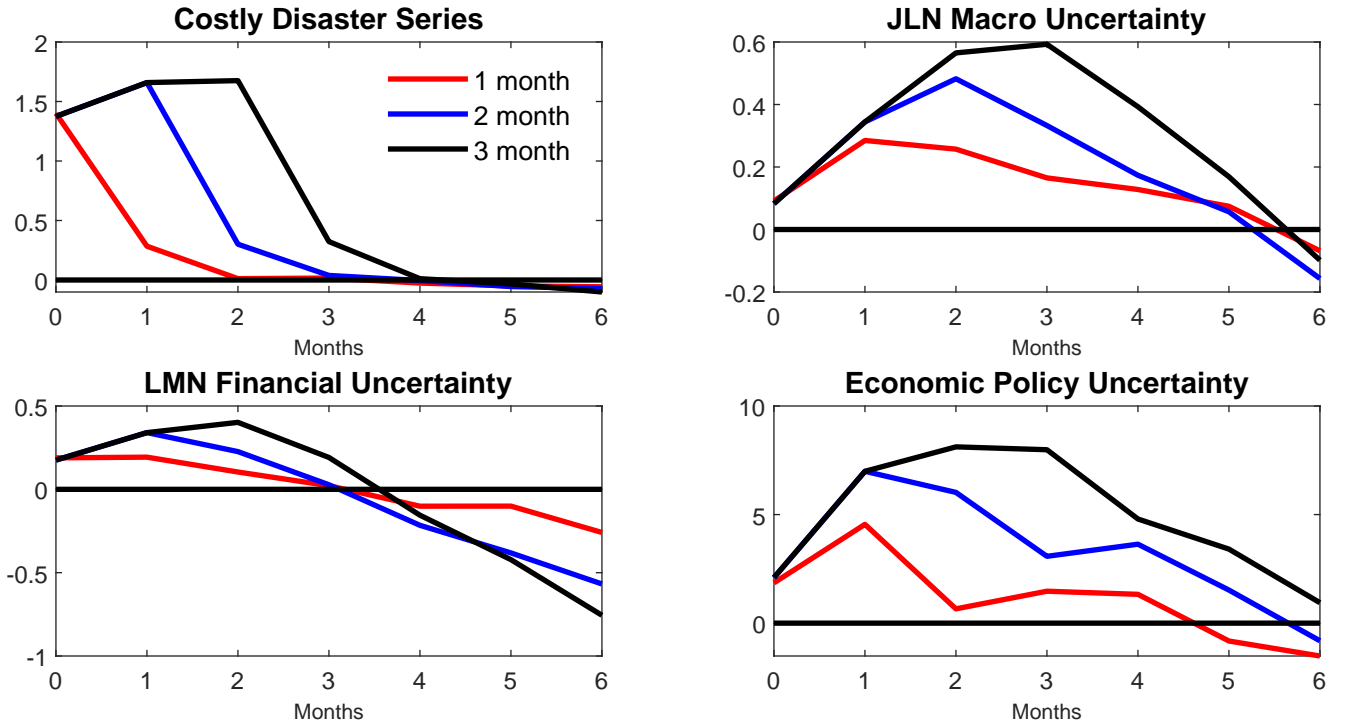 Costly Disaster Series
2
1.5
1
0.5
0
0 1 2 3 4 5 6
Months
1 month
2 month
3 month
JLN Macro Uncertainty
0.6
0.4
0.2
0
-0.2
0 1 2 3 4 5 6
Months
LMN Financial Uncertainty
0.5
0
-0.5
-1
0 1 2 3 4 5 6
Months
Economic Policy Uncertainty
10
5
0
0 1 2 3 4 5 6
Months